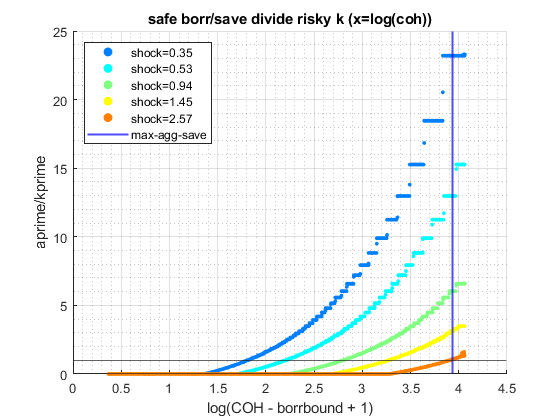 safe borr/save divide risky k (x=log(coh))
25
20
15
10
5
0
aprime/kprime
shock=0.35
shock=0.53
shock=0.94
shock=1.45
shock=2.57
max-agg-save
0 0.5 1 1.5 2 2.5 3 3.5 4 4.5
log(COH - borrbound + 1)